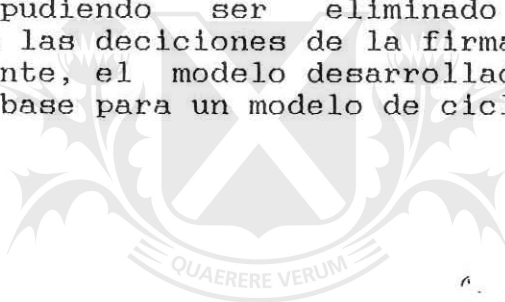 pudiendo ser eliminado
las deciciones de la firma
nte, el modelo desarrollad
base para un modelo de cicl
QUAERERE VERUM